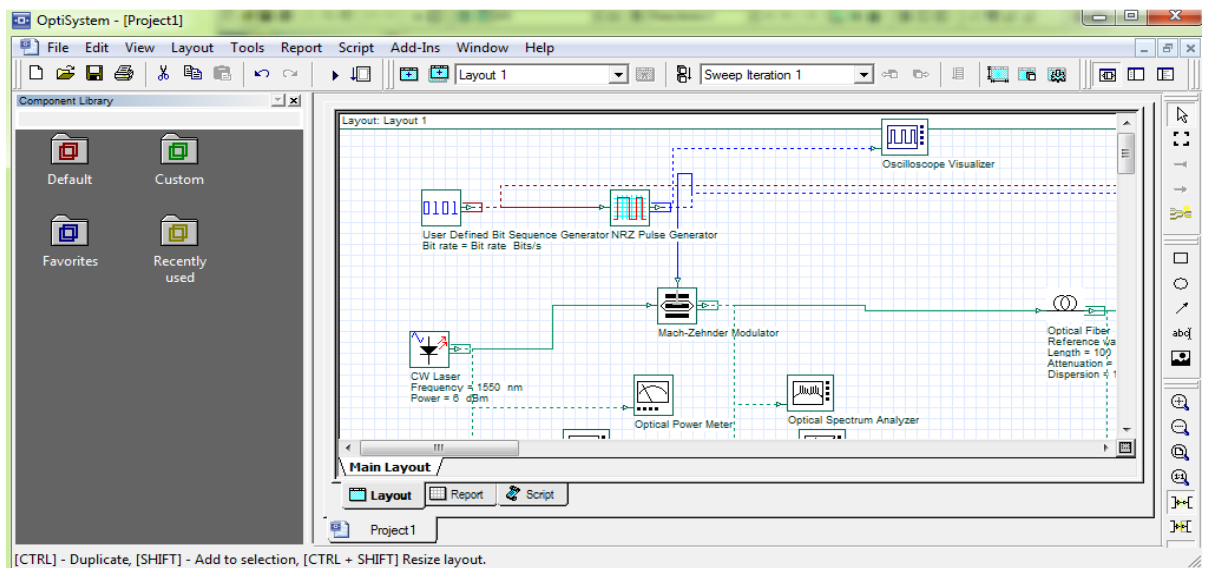 OptiSystem - [Project1]
File Edit View Layout Tools Report Script Add-Ins Window Help
Layout 1
Sweep Iteration 1
Component Library
Default
Custom
Favorites
Recently
used
Layout: Layout 1
Oscilloscope Visualizer
0101
User Defined Bit Sequence Generator
Bit rate = Bit rate Bits/s
NRZ Pulse Generator
Mach-Zehnder Modulator
CW Laser
Frequency = 1550 nm
Power = 6 dBm
Optical Power Meter
Optical Spectrum Analyzer
Optical Fiber
Reference
Length = 100
Attenuation =
Dispersion =
Main Layout
Layout Report Script
Project1
abc
[CTRL] - Duplicate, [SHIFT] - Add to selection, [CTRL + SHIFT] Resize layout.